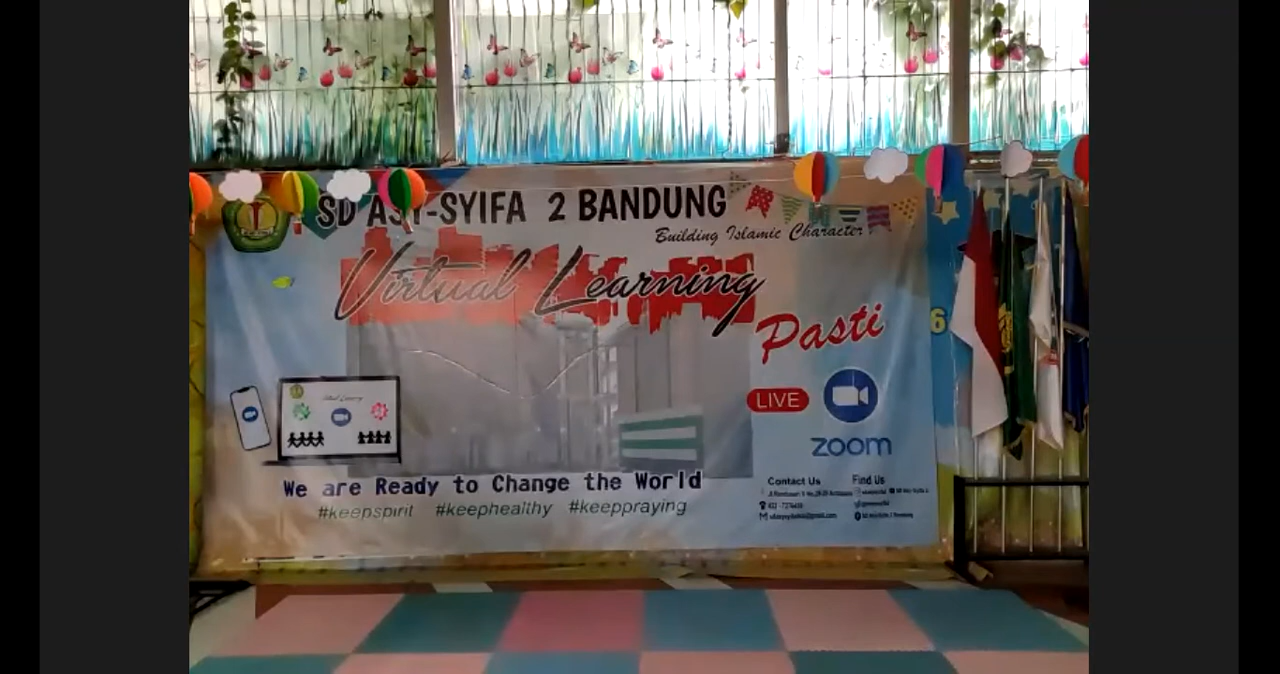 SD ASY-SYIFA 2 BANDUNG
Building Islamic Character
Virtual Learning
Pasti
LIVE
zoom
We are Ready to Change the World
#keepspirit #keephealthy #keeppraying
Contact Us
Find Us
6